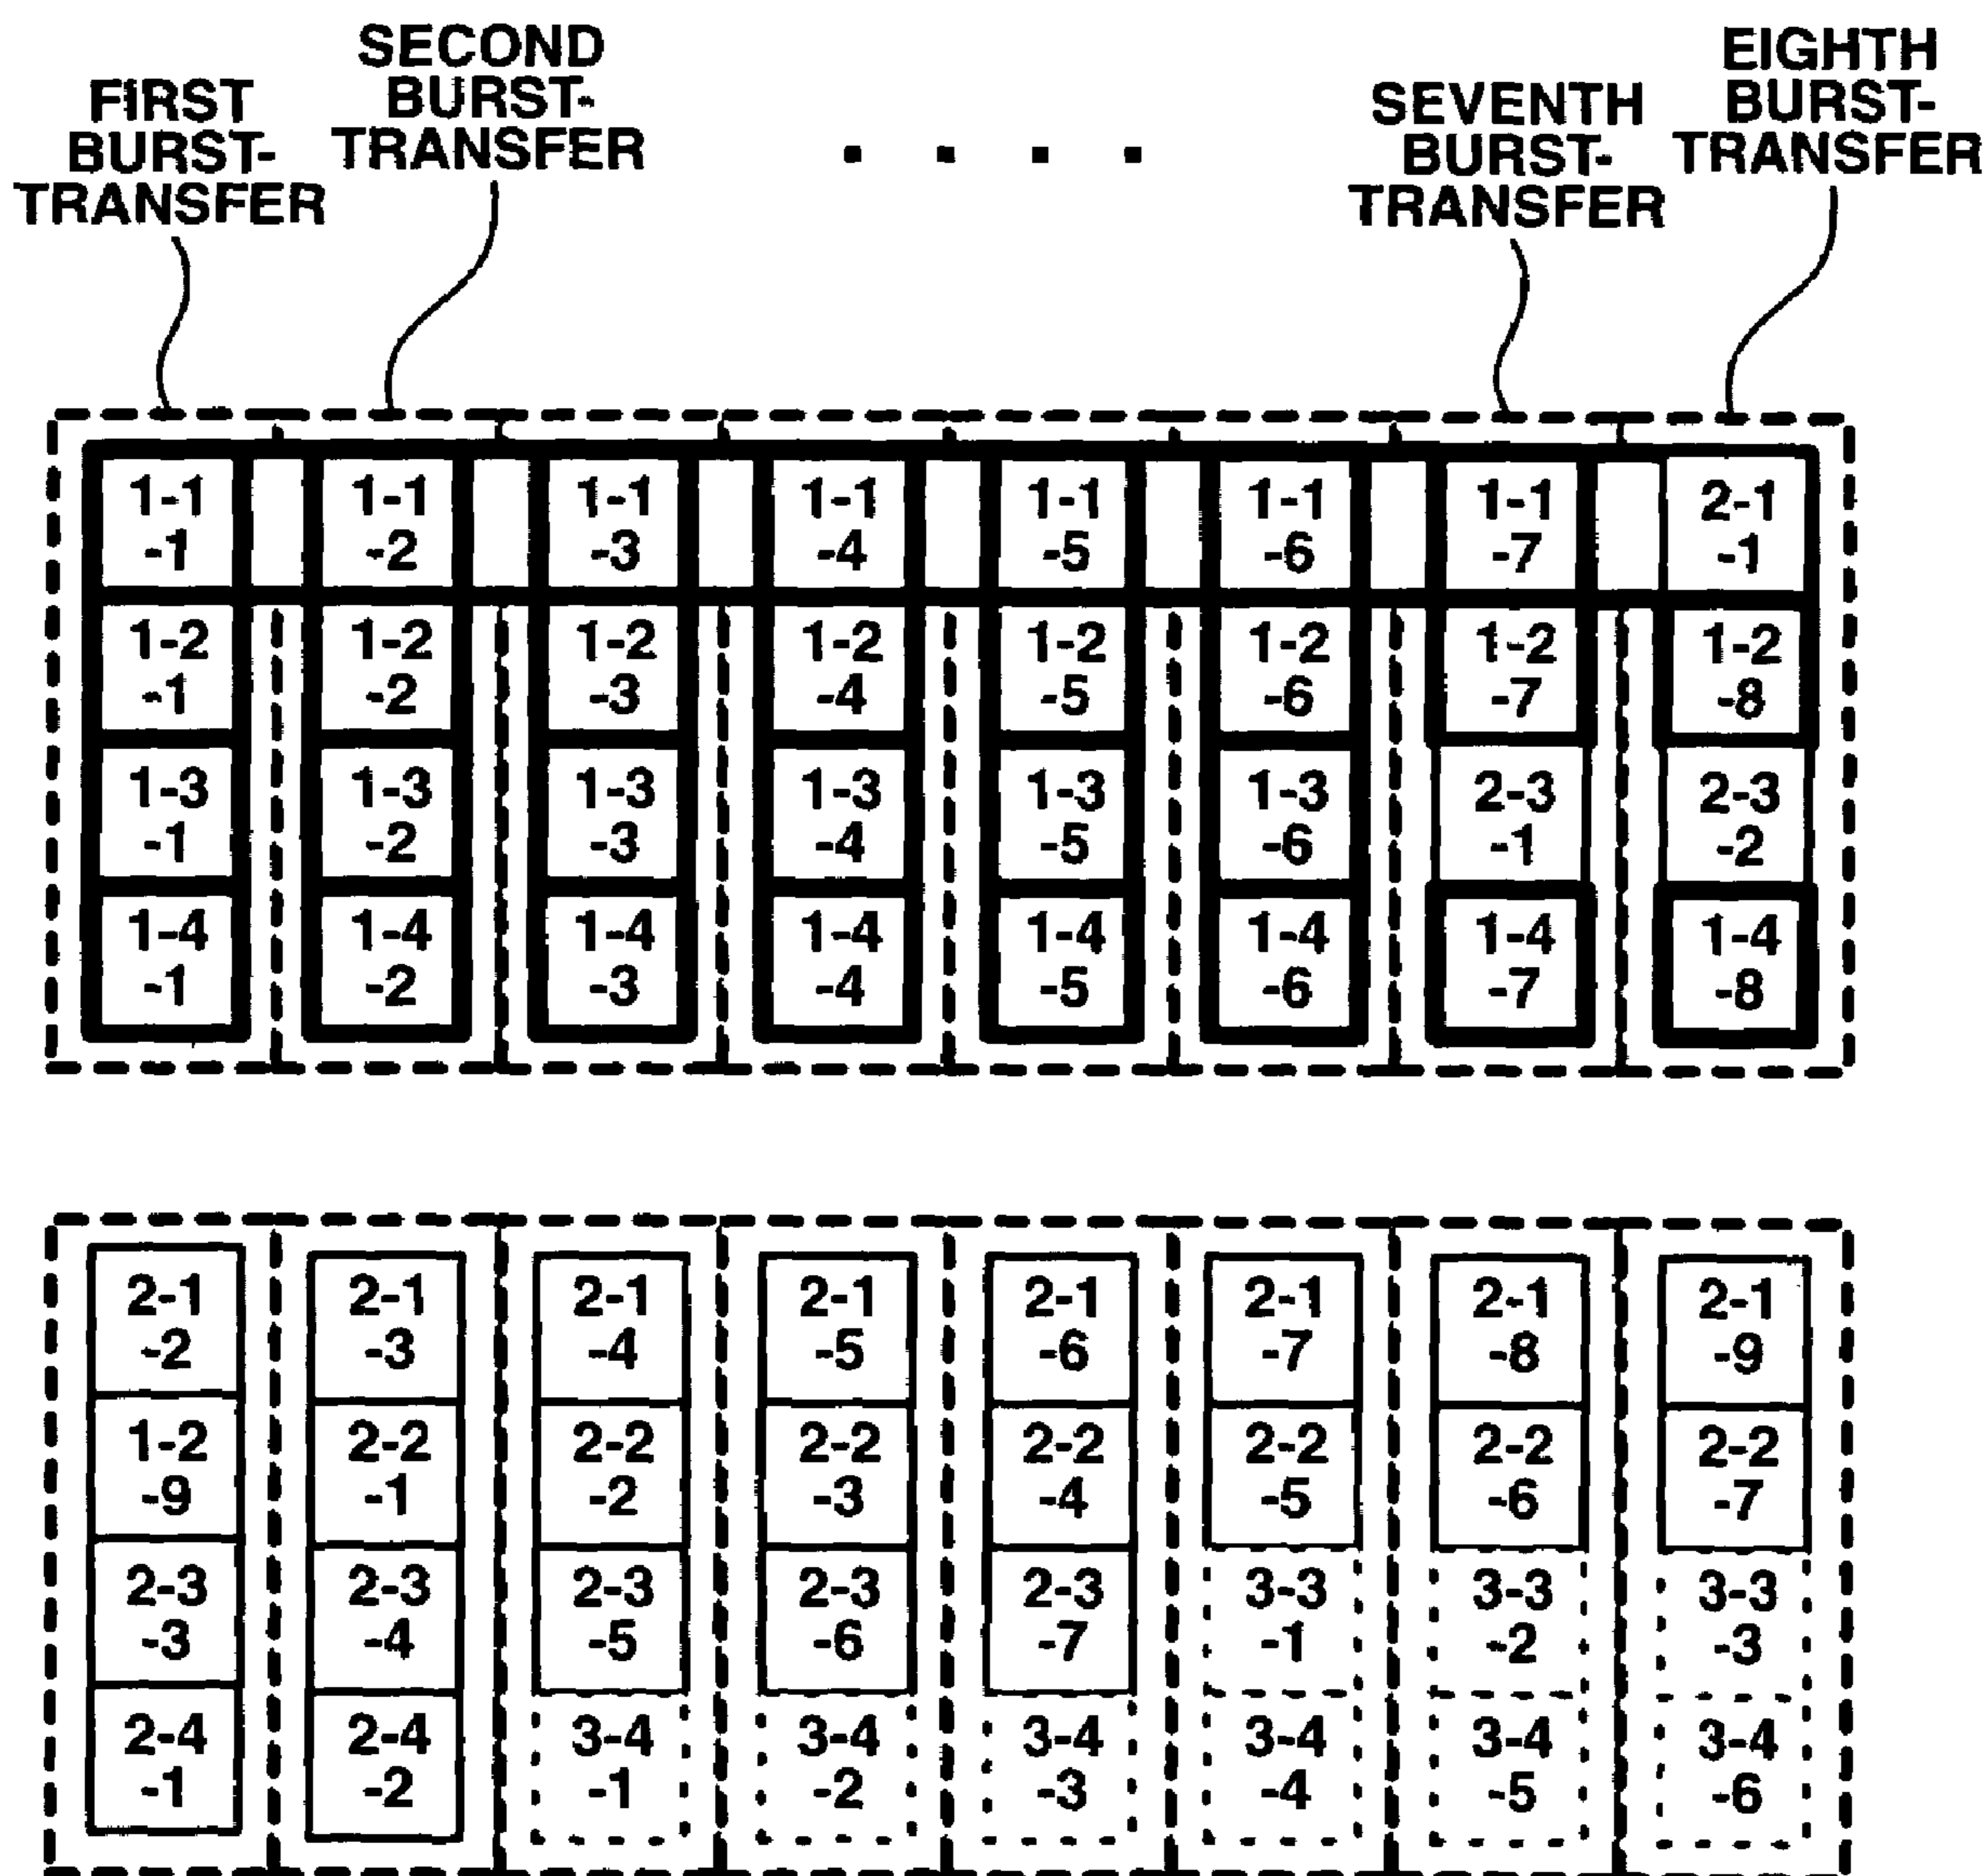 FIRST
BURST-
TRANSFER
SECOND
BURST-
TRANSFER
. . . .
SEVENTH
BURST-
TRANSFER
EIGHTH
BURST-
TRANSFER
1-1 1-1 1-1 1-1 1-1 1-1 1-1 2-1
-1 -2 -3 -4 -5 -6 -7 -1
1-2 1-2 1-2 1-2 1-2 1-2 1-2 1-2
-1 -2 -3 -4 -5 -6 -7 -8
1-3 1-3 1-3 1-3 1-3 1-3 2-3 2-3
-1 -2 -3 -4 -5 -6 -1 -2
1-4 1-4 1-4 1-4 1-4 1-4 1-4 1-4
-1 -2 -3 -4 -5 -6 -7 -8
2-1 2-1 2-1 2-1 2-1 2-1 2-1 2-1
-2 -3 -4 -5 -6 -7 -8 -9
1-2 2-2 2-2 2-2 2-2 2-2 2-2 2-2
-9 -1 -2 -3 -4 -5 -6 -7
2-3 2-3 2-3 2-3 2-3 3-3 3-3 3-3
-3 -4 -5 -6 -7 -1 -2 -3
2-4 2-4 3-4 3-4 3-4 3-4 3-4 3-4
-1 -2 -1 -2 -3 -4 -5 -6